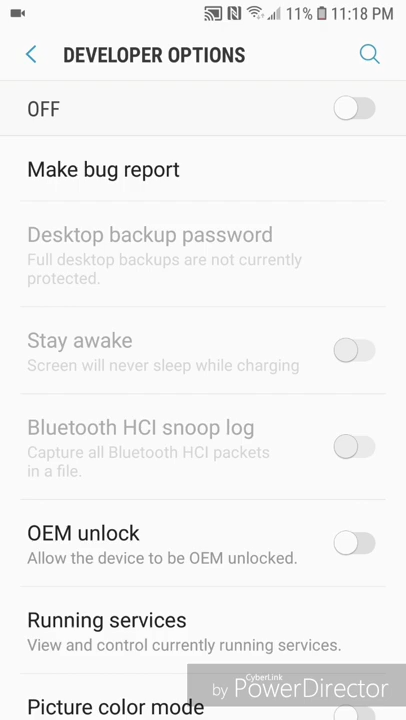 11% 11:18 PM
DEVELOPER OPTIONS
OFF
Make bug report
Desktop backup password
Full desktop backups are not currently
protected.
Stay awake
Screen will never sleep while charging
Bluetooth HCI snoop log
Capture all Bluetooth HCI packets
in a file.
OEM unlock
Allow the device to be OEM unlocked.
Running services
View and control currently running services.
CyberLink
by PowerDirector
Picture color mode